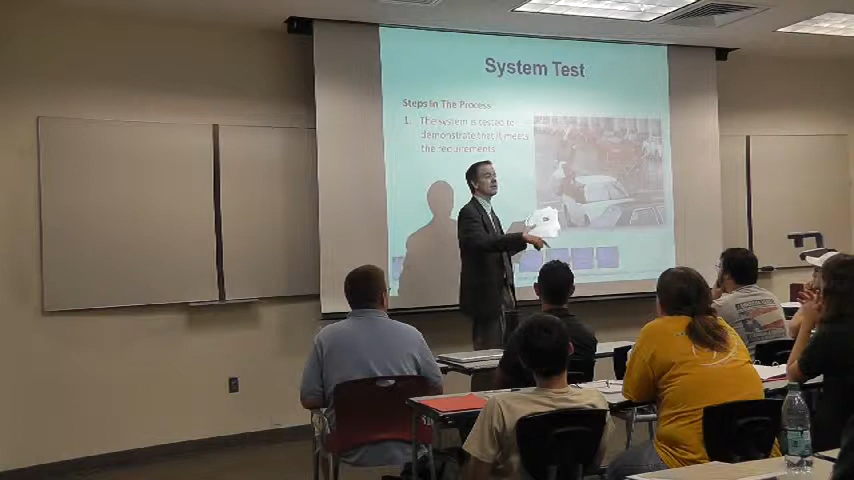 System Test
Steps In The Process
1. The system is tested to
demonstrate that it meets
the requirements